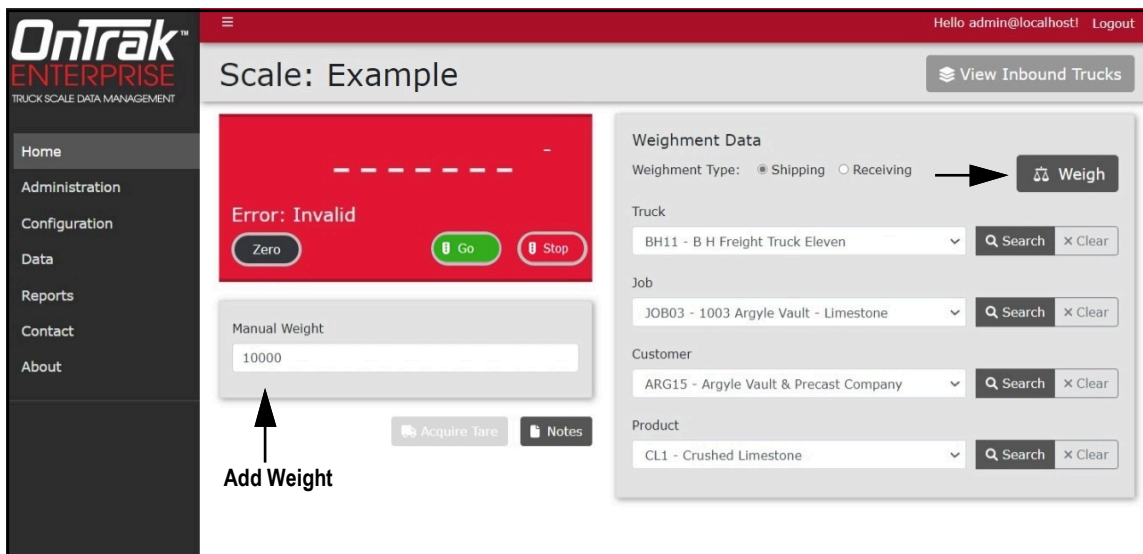 OnTrak™
ENTERPRISE
TRUCK SCALE DATA MANAGEMENT
Hello admin@localhost! Logout
Scale: Example
View Inbound Trucks
Home
Administration
Configuration
Data
Reports
Contact
About
_ _ _ _ _ _ _ -
Error: Invalid
Zero Go Stop
Manual Weight
10000
Acquire Tare Notes
Add Weight
Weighment Data
Weighment Type: Shipping Receiving
Weigh
Truck
BH11 - B H Freight Truck Eleven Search × Clear
Job
JOB03 - 1003 Argyle Vault - Limestone Search × Clear
Customer
ARG15 - Argyle Vault & Precast Company Search × Clear
Product
CL1 - Crushed Limestone Search × Clear